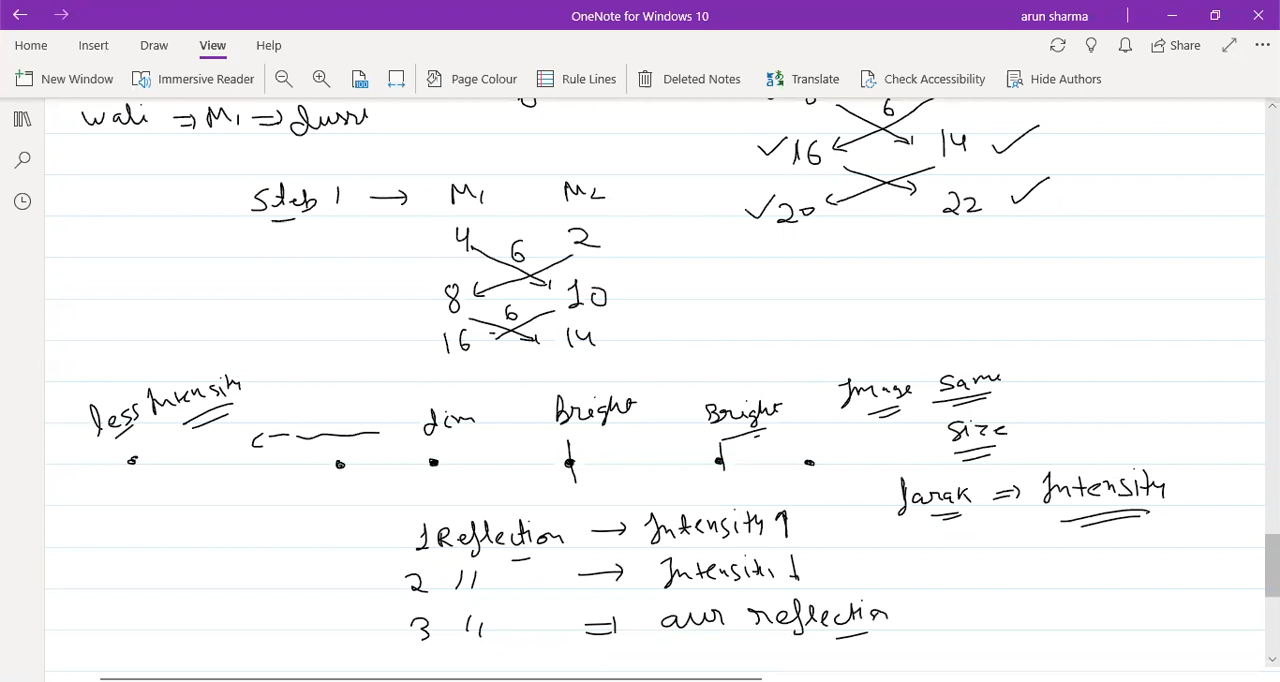 OneNote for Windows 10
arun sharma
Home Insert Draw View Help
Share
New Window Immersive Reader Page Colour Rule Lines Deleted Notes Translate Check Accessibility Hide Authors
wali ⇒ M₁ ⇒
6
✓16 14 ✓
✓20 22 ✓
Steb 1 → M₁ M₂
4 2
6
8 10
6
16 14
less Intensity
dim Bright Bright
Image same
size
farak ⇒ Intensity
1 Reflection → Intensity ↑
2 '' → Intensity ↓
3 '' ⇒ aur reflection